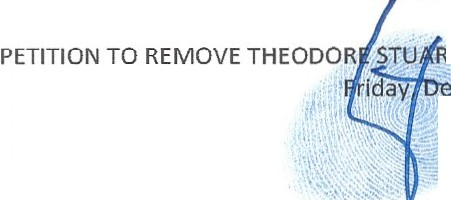 PETITION TO REMOVE THEODORE STUAR
Friday, De